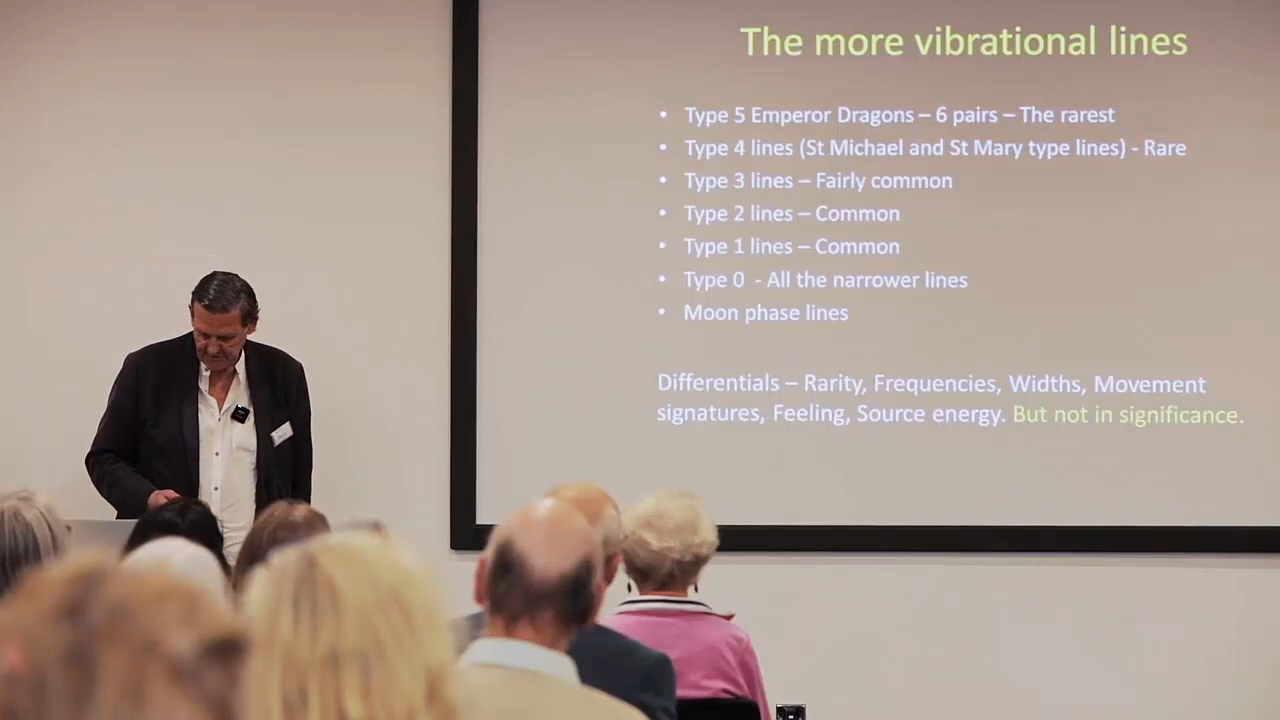 The more vibrational lines
• Type 5 Emperor Dragons – 6 pairs – The rarest
• Type 4 lines (St Michael and St Mary type lines) - Rare
• Type 3 lines – Fairly common
• Type 2 lines – Common
• Type 1 lines – Common
• Type 0 - All the narrower lines
• Moon phase lines
Differentials – Rarity, Frequencies, Widths, Movement
signatures, Feeling, Source energy. But not in significance.